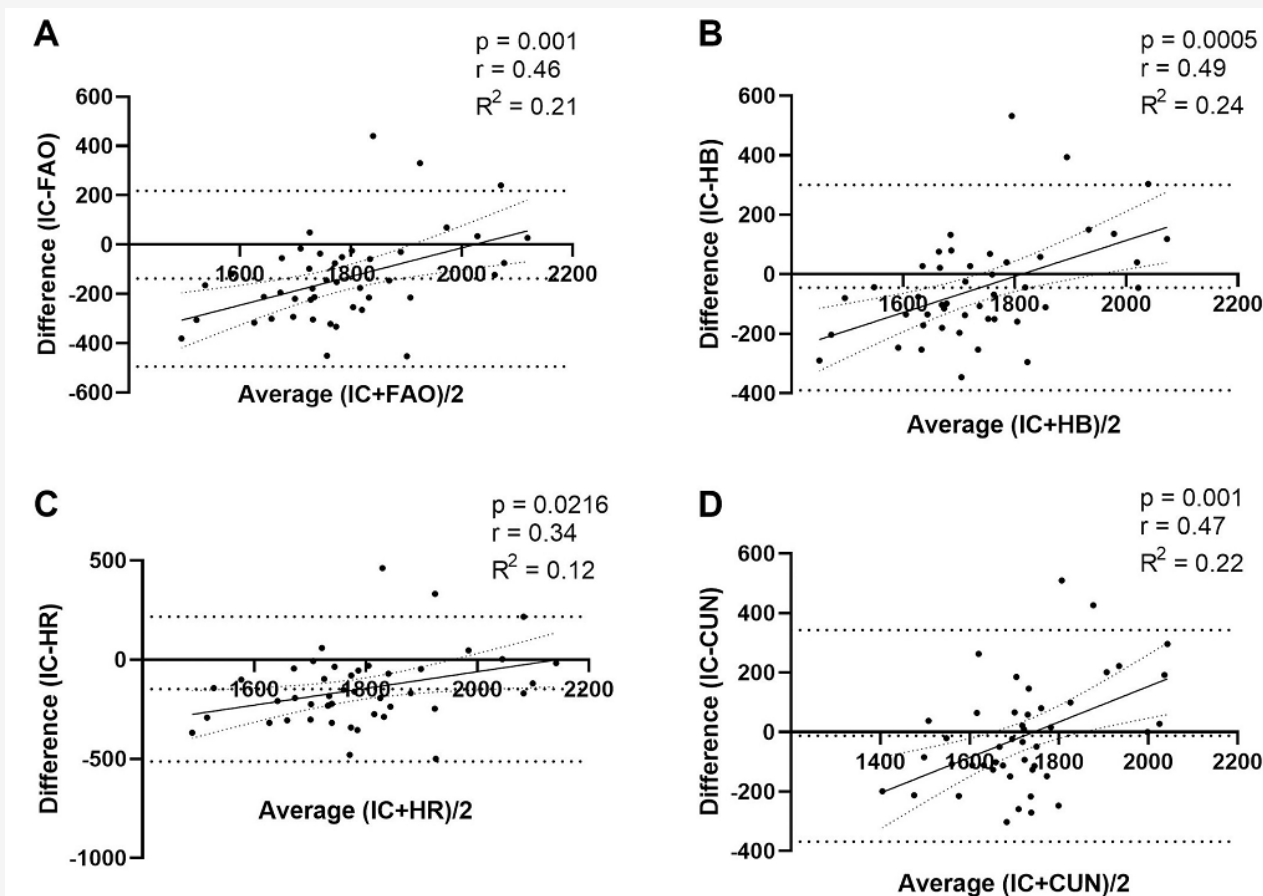 A
p = 0.001
r = 0.46
R² = 0.21
Difference (IC-FAO)
600
400
200
0
-200
-400
-600
1600 1800 2000 2200
Average (IC+FAO)/2
B
p = 0.0005
r = 0.49
R² = 0.24
Difference (IC-HB)
600
400
200
0
-200
-400
1600 1800 2000 2200
Average (IC+HB)/2
C
p = 0.0216
r = 0.34
R² = 0.12
Difference (IC-HR)
500
0
-500
-1000
1600 1800 2000 2200
Average (IC+HR)/2
D
p = 0.001
r = 0.47
R² = 0.22
Difference (IC-CUN)
600
400
200
0
-200
-400
1400 1600 1800 2000 2200
Average (IC+CUN)/2